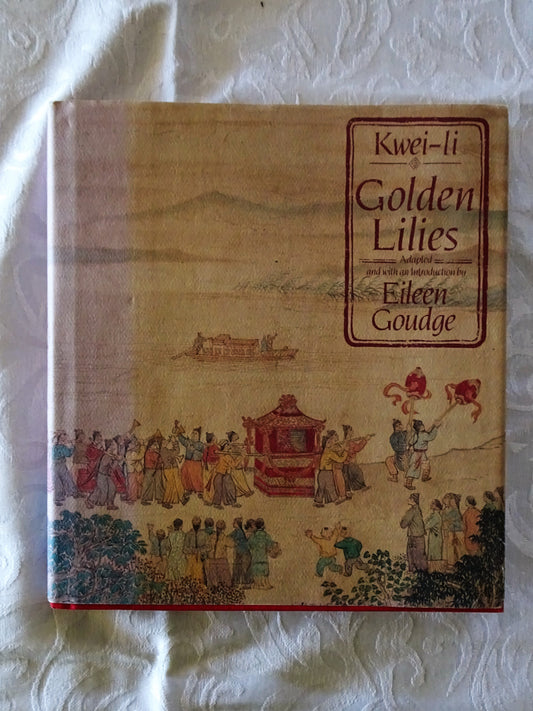 Kwei-li
Golden
Lilies
Adapted
and with an Introduction by
Eileen
Goudge